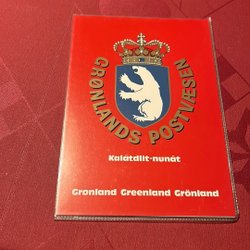 GRØNLANDS POSTVÆSEN
Kalâtdlit-nunât
Grønland Greenland Grönland